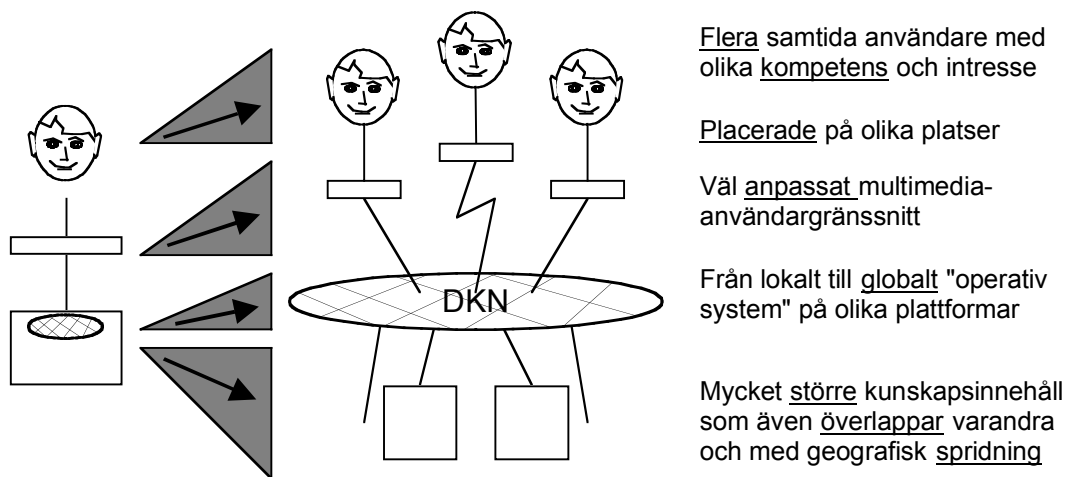 Flera samtida användare med
olika kompetens och intresse
Placerade på olika platser
Väl anpassat multimedia-
användargränssnitt
DKN
Från lokalt till globalt "operativ
system" på olika plattformar
Mycket större kunskapsinnehåll
som även överlappar varandra
och med geografisk spridning